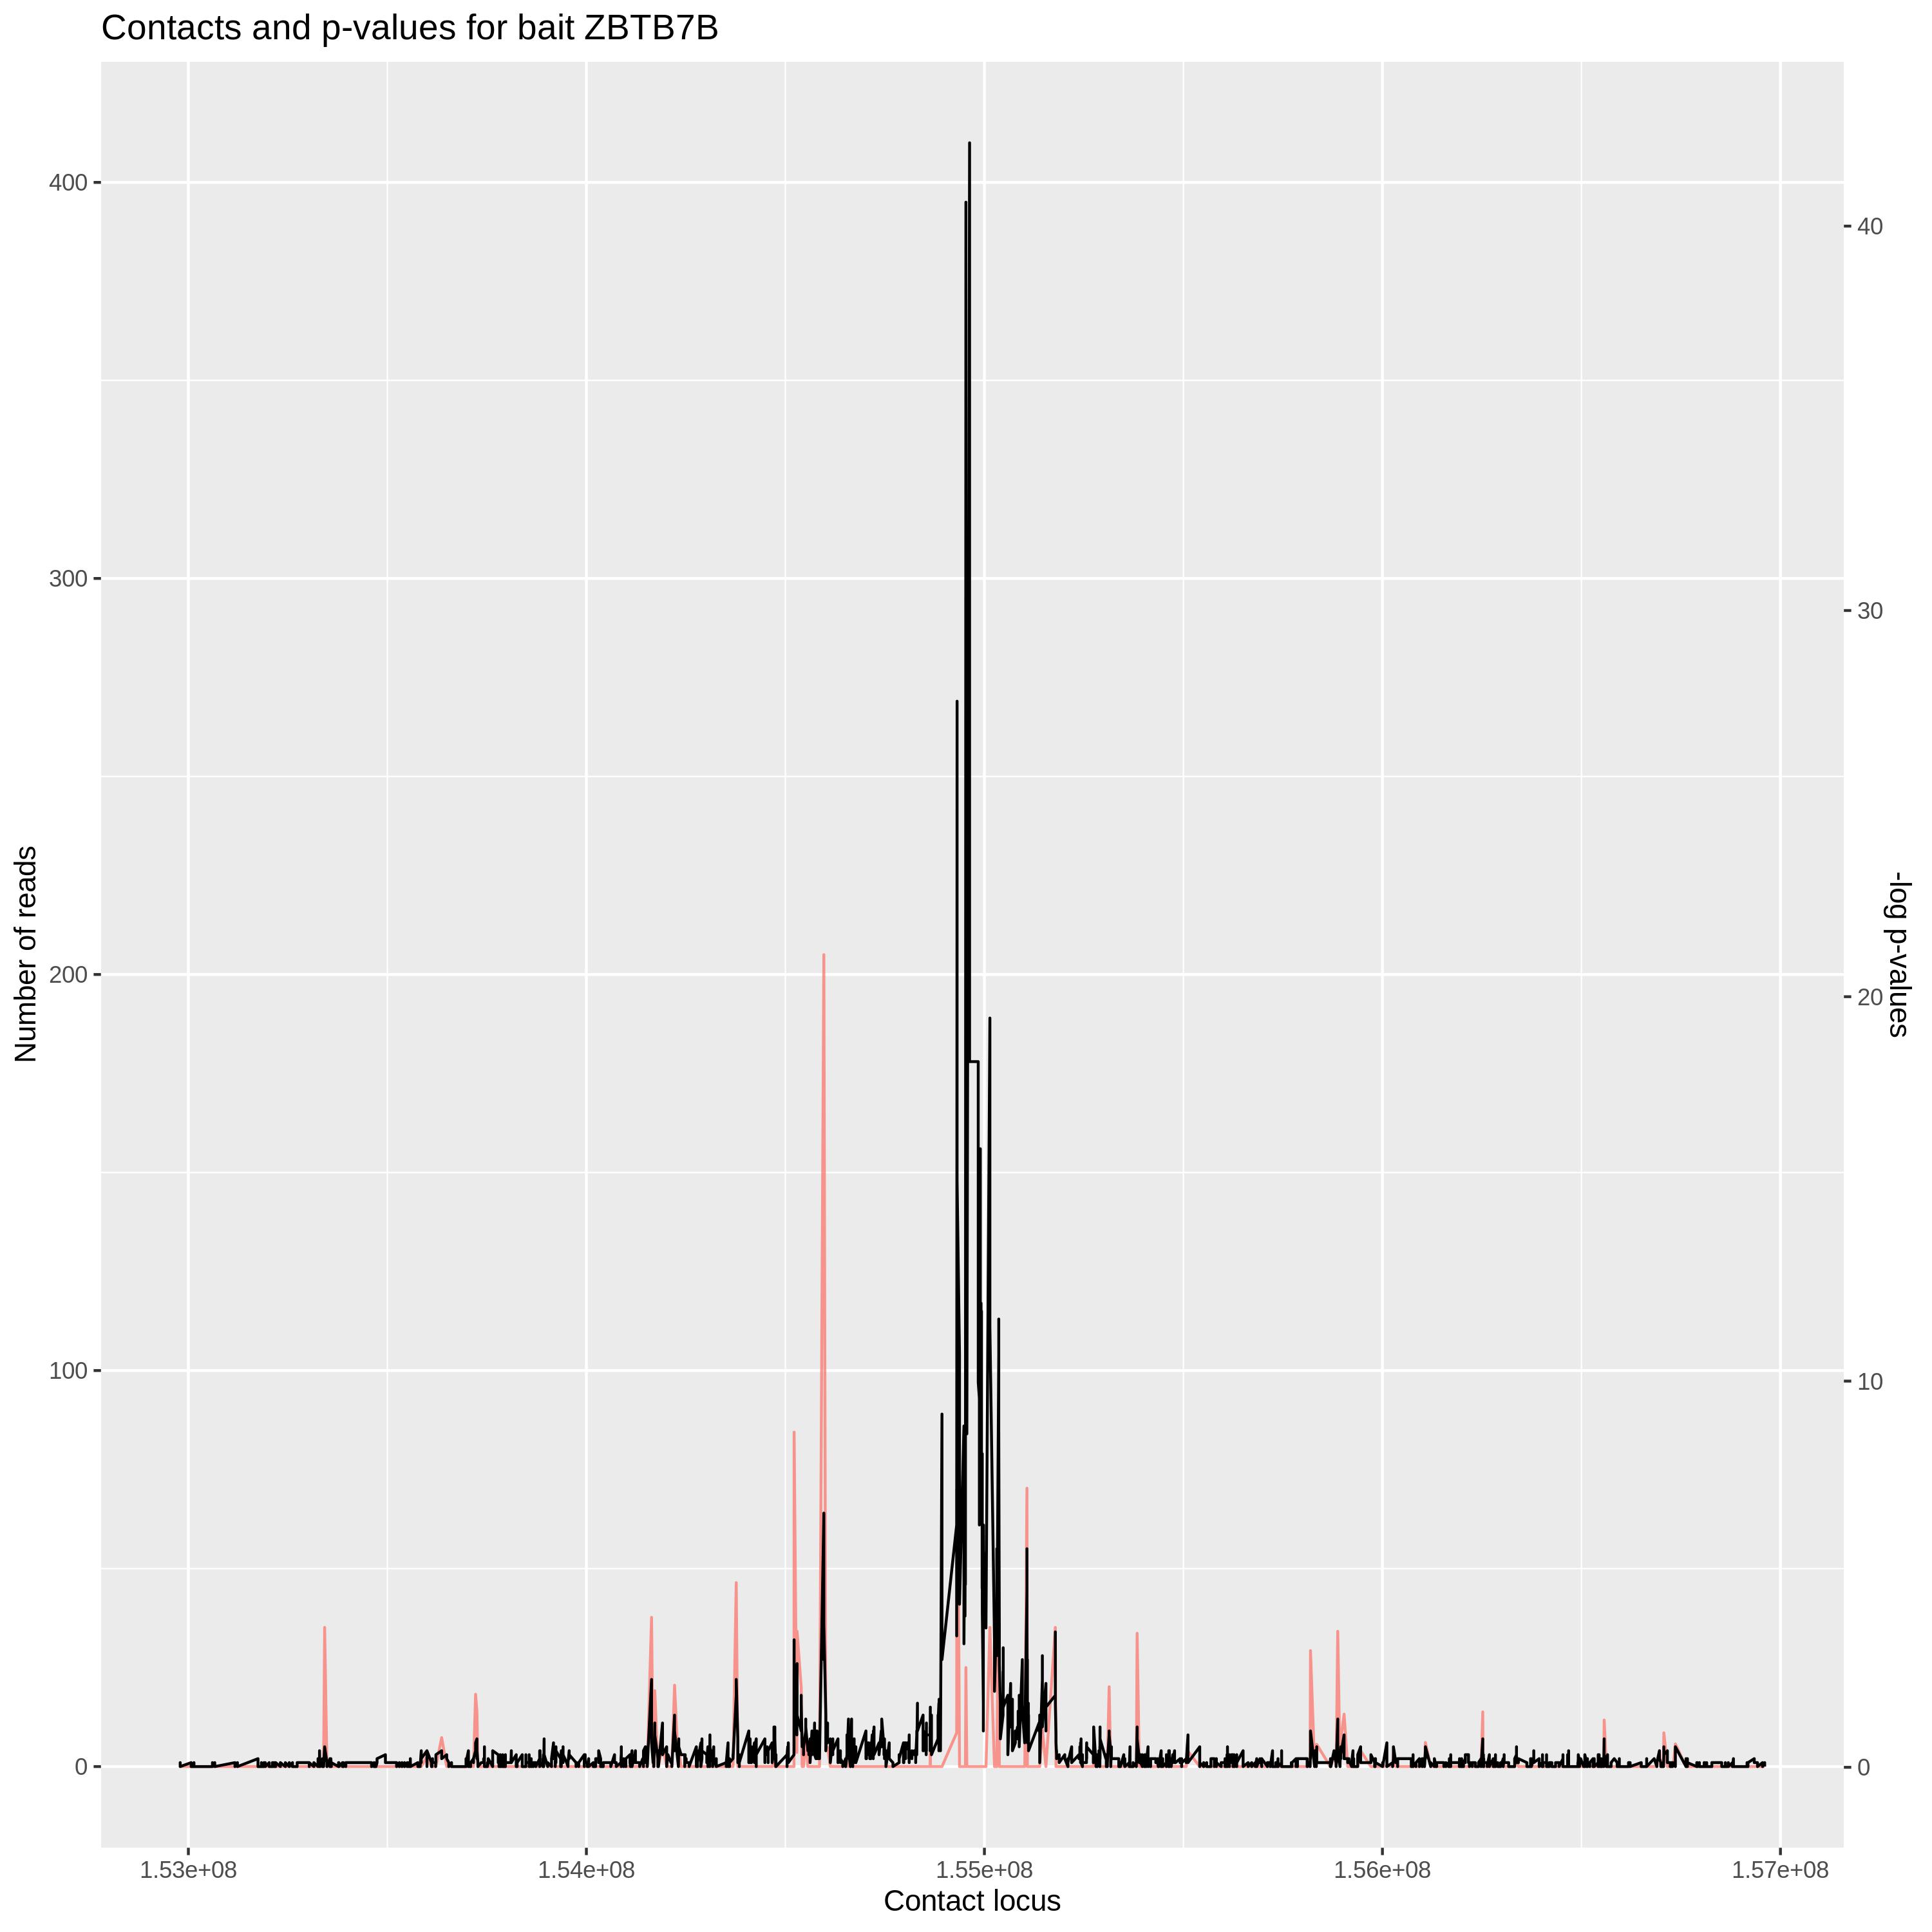 Contacts and p-values for bait ZBTB7B
400
300
200
100
0
Number of reads
40
30
20
10
0
-log p-values
1.53e+08 1.54e+08 1.55e+08 1.56e+08 1.57e+08
Contact locus